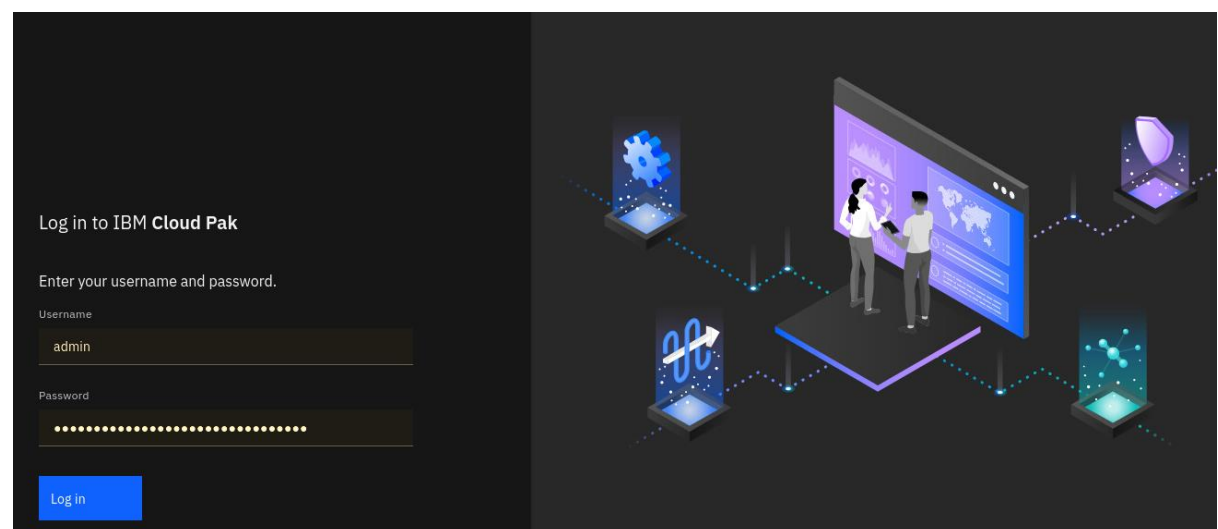 Log in to IBM Cloud Pak
Enter your username and password.
Username
admin
Password
••••••••••••••••••••••••••••••••
Log in